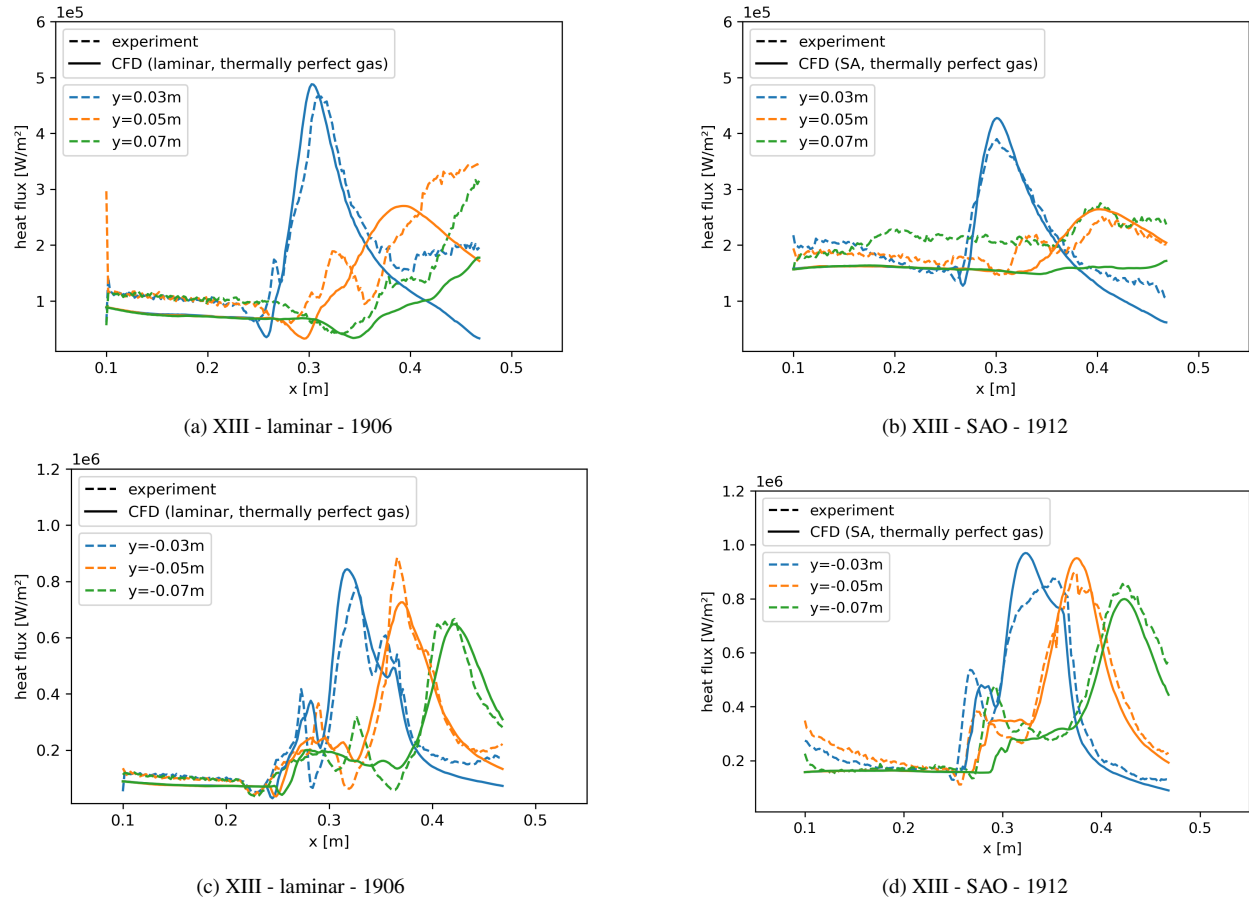 1e5
6
5
4
3
2
1
heat flux [W/m²]
experiment
CFD (laminar, thermally perfect gas)
y=0.03m
y=0.05m
y=0.07m
0.1 0.2 0.3 0.4 0.5
x [m]
(a) XIII - laminar - 1906
1e5
6
5
4
3
2
1
heat flux [W/m²]
experiment
CFD (SA, thermally perfect gas)
y=0.03m
y=0.05m
y=0.07m
0.1 0.2 0.3 0.4 0.5
x [m]
(b) XIII - SAO - 1912
1e6
1.2
1.0
0.8
0.6
0.4
0.2
heat flux [W/m²]
experiment
CFD (laminar, thermally perfect gas)
y=-0.03m
y=-0.05m
y=-0.07m
0.1 0.2 0.3 0.4 0.5
x [m]
(c) XIII - laminar - 1906
1e6
1.2
1.0
0.8
0.6
0.4
0.2
heat flux [W/m²]
experiment
CFD (SA, thermally perfect gas)
y=-0.03m
y=-0.05m
y=-0.07m
0.1 0.2 0.3 0.4 0.5
x [m]
(d) XIII - SAO - 1912